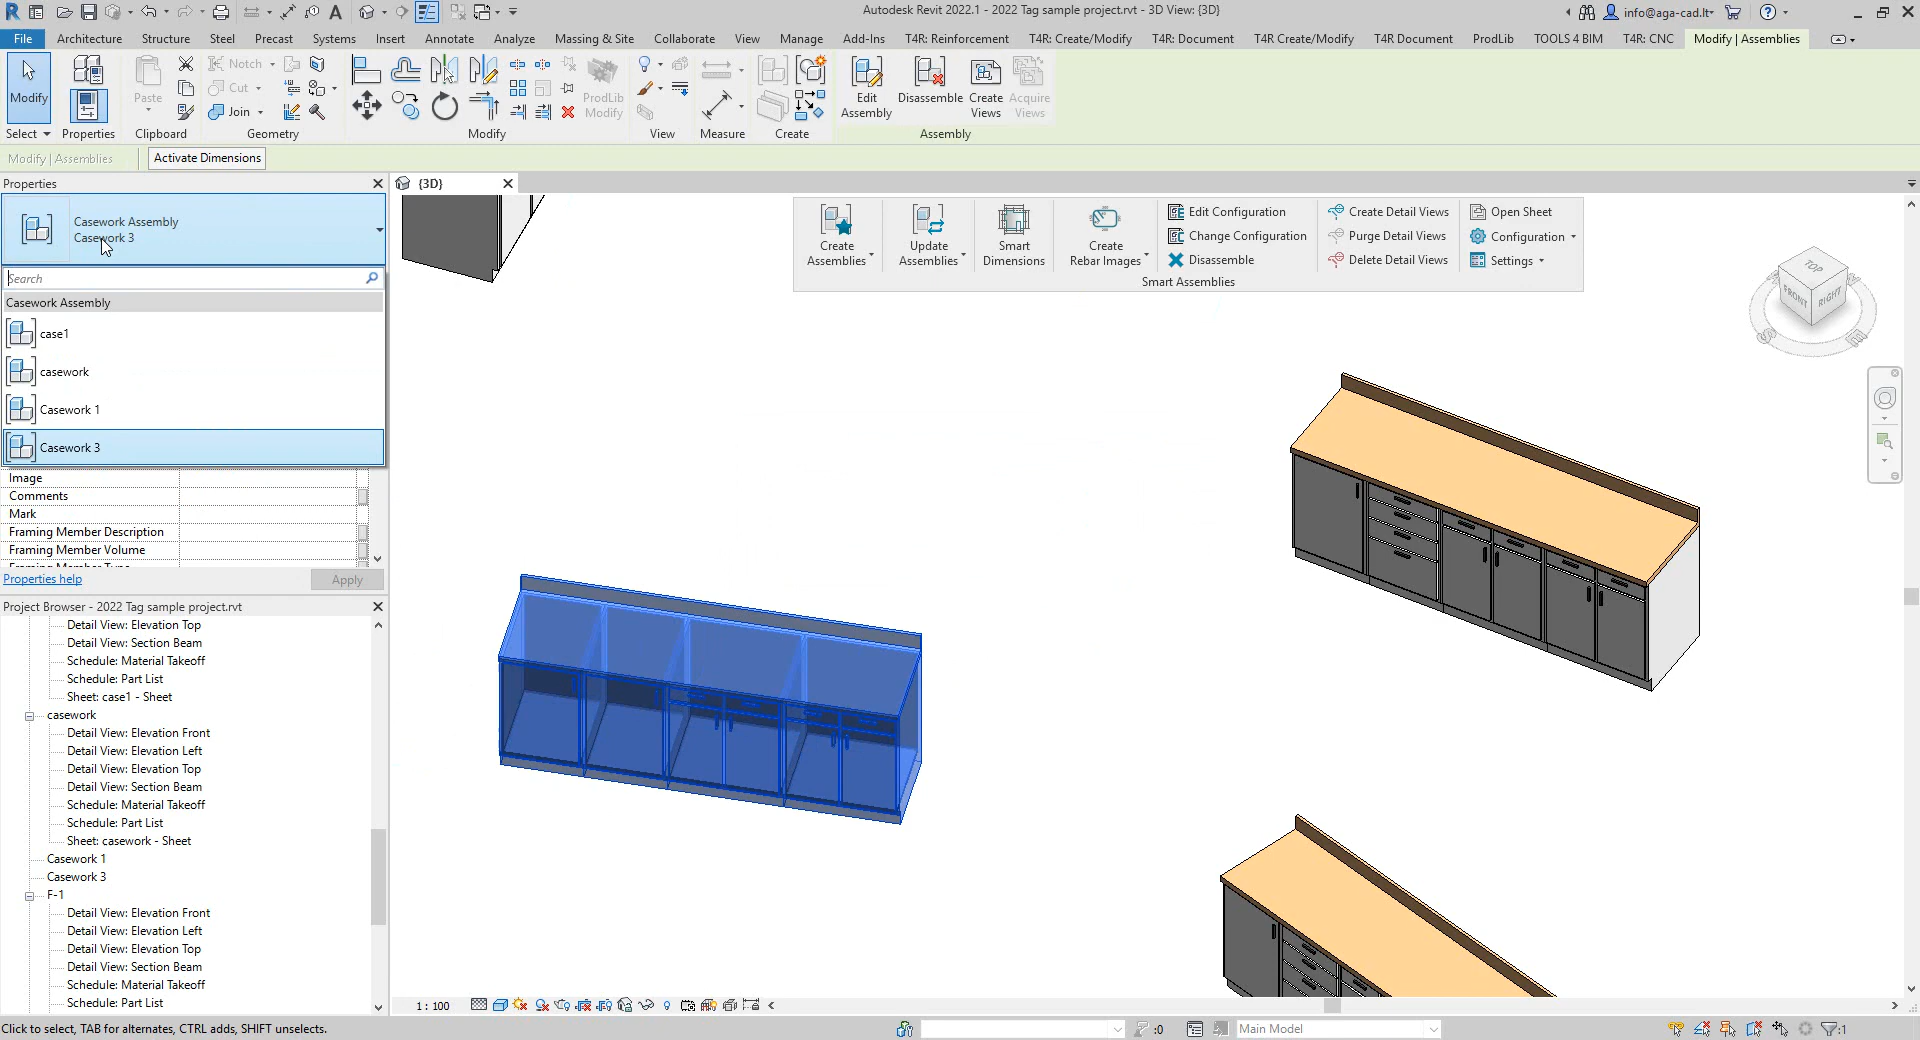 Autodesk Revit 2022.1 - 2022 Tag sample project.rvt - 3D View: {3D}
info@aga-cad.lt
File Architecture Structure Steel Precast Systems Insert Annotate Analyze Massing & Site Collaborate View Manage Add-Ins T4R: Reinforcement T4R: Create/Modify T4R: Document T4R Create/Modify T4R Document ProdLib TOOLS 4 BIM T4R: CNC Modify | Assemblies
Modify
Paste
Notch
Cut
Join
ProdLib
Modify
Edit
Assembly
Disassemble
Create
Views
Acquire
Views
Select Properties Clipboard Geometry Modify View Measure Create Assembly
Modify | Assemblies Activate Dimensions
Properties
{3D}
Casework Assembly
Casework 3
Search
Casework Assembly
case1
casework
Casework 1
Casework 3
Image
Comments
Mark
Framing Member Description
Framing Member Volume
Properties help Apply
Project Browser - 2022 Tag sample project.rvt
Detail View: Elevation Top
Detail View: Section Beam
Schedule: Material Takeoff
Schedule: Part List
Sheet: case1 - Sheet
casework
Detail View: Elevation Front
Detail View: Elevation Left
Detail View: Elevation Top
Detail View: Section Beam
Schedule: Material Takeoff
Schedule: Part List
Sheet: casework - Sheet
Casework 1
Casework 3
F-1
Detail View: Elevation Front
Detail View: Elevation Left
Detail View: Elevation Top
Detail View: Section Beam
Schedule: Material Takeoff
Schedule: Part List
Create
Assemblies
Update
Assemblies
Smart
Dimensions
Create
Rebar Images
Edit Configuration
Change Configuration
Disassemble
Create Detail Views
Purge Detail Views
Delete Detail Views
Open Sheet
Configuration
Settings
Smart Assemblies
TOP
FRONT
RIGHT
S
E
1 : 100
Click to select, TAB for alternates, CTRL adds, SHIFT unselects.
:0
Main Model
:1